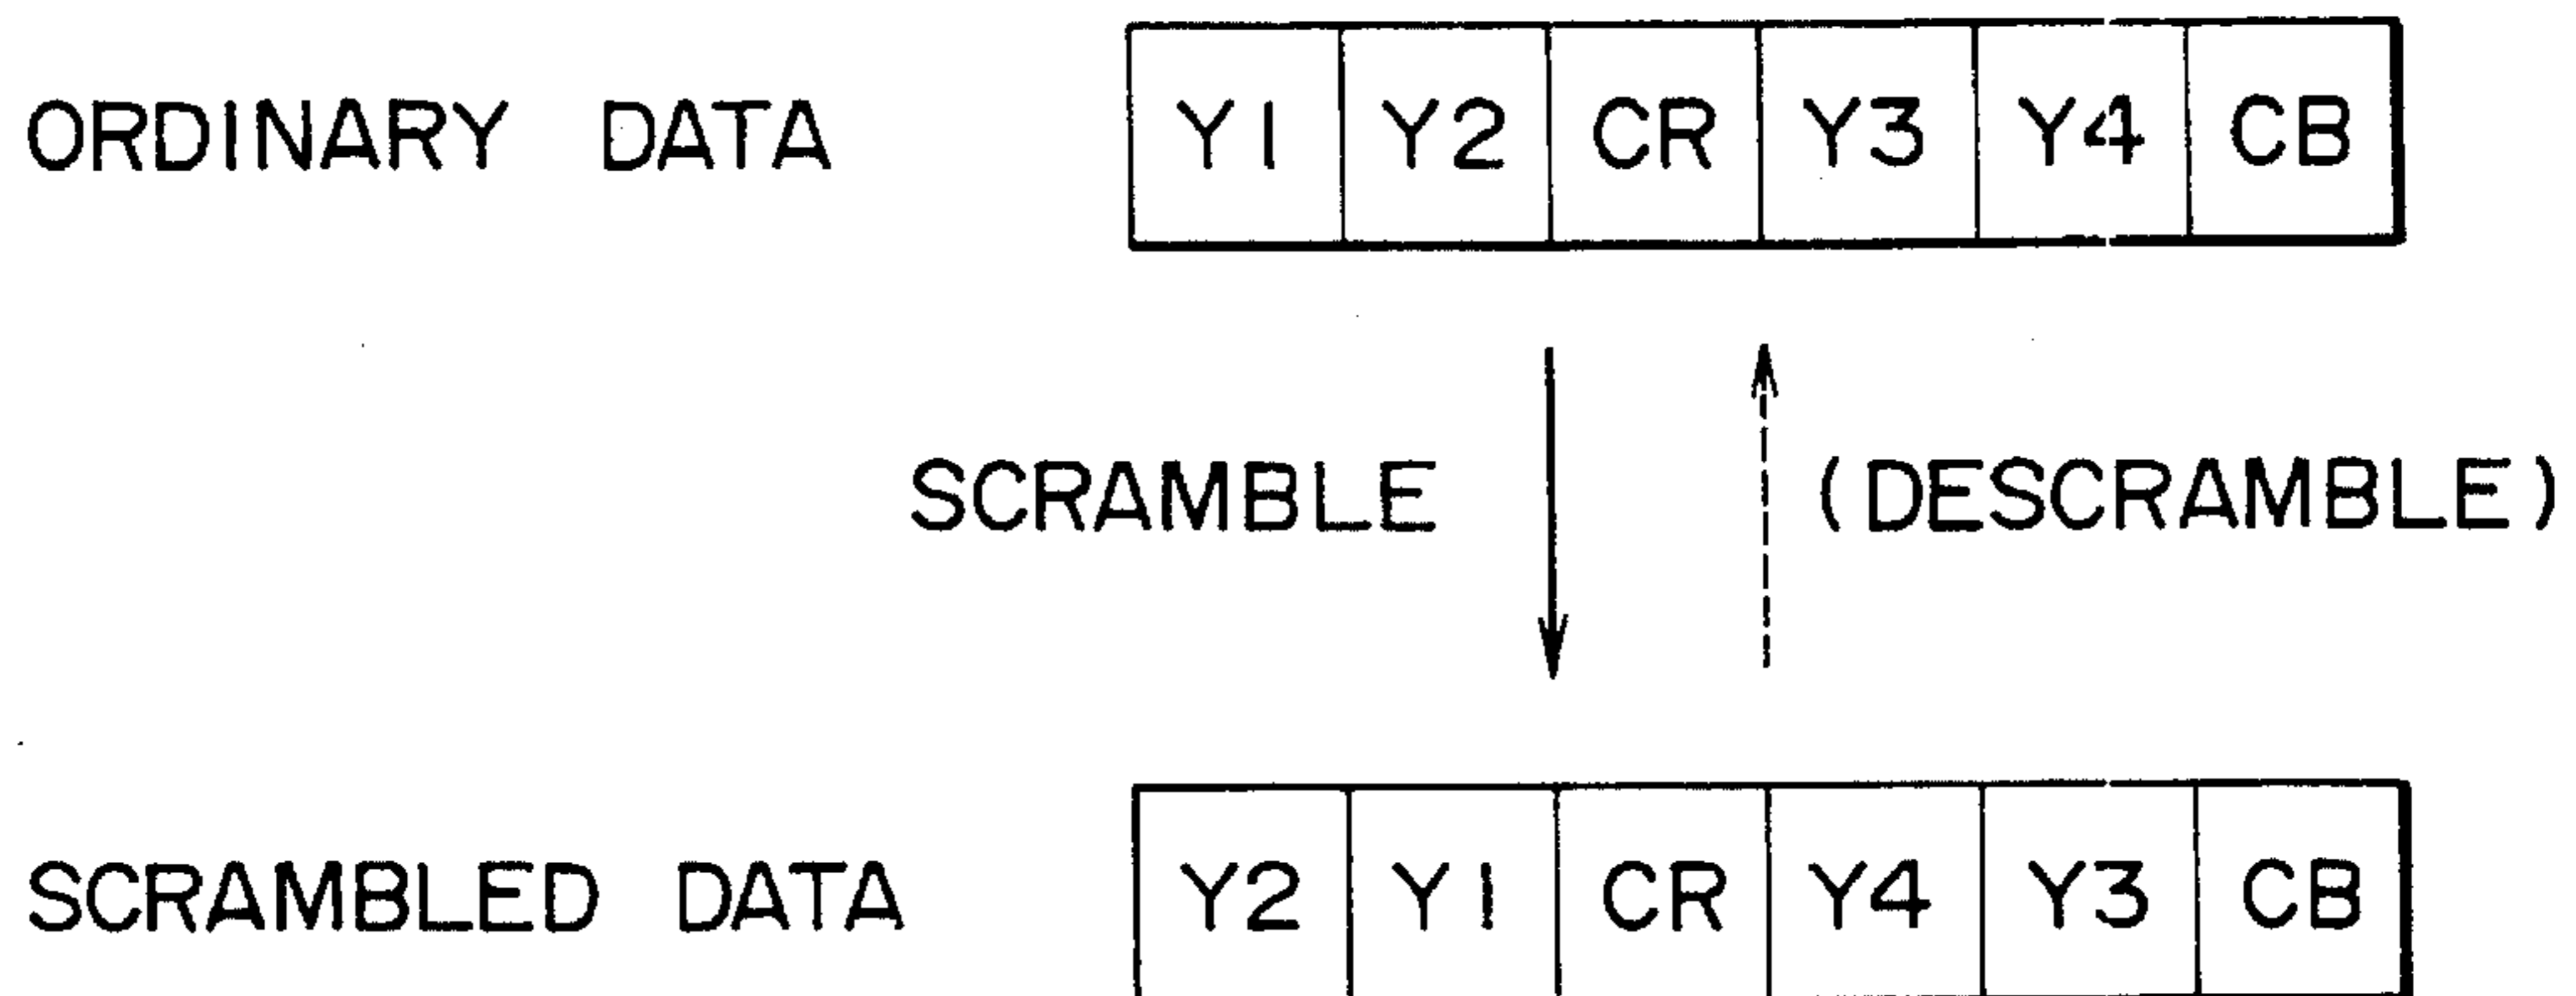 ORDINARY DATA Y1 Y2 CR Y3 Y4 CB
SCRAMBLE (DESCRAMBLE)
SCRAMBLED DATA Y2 Y1 CR Y4 Y3 CB